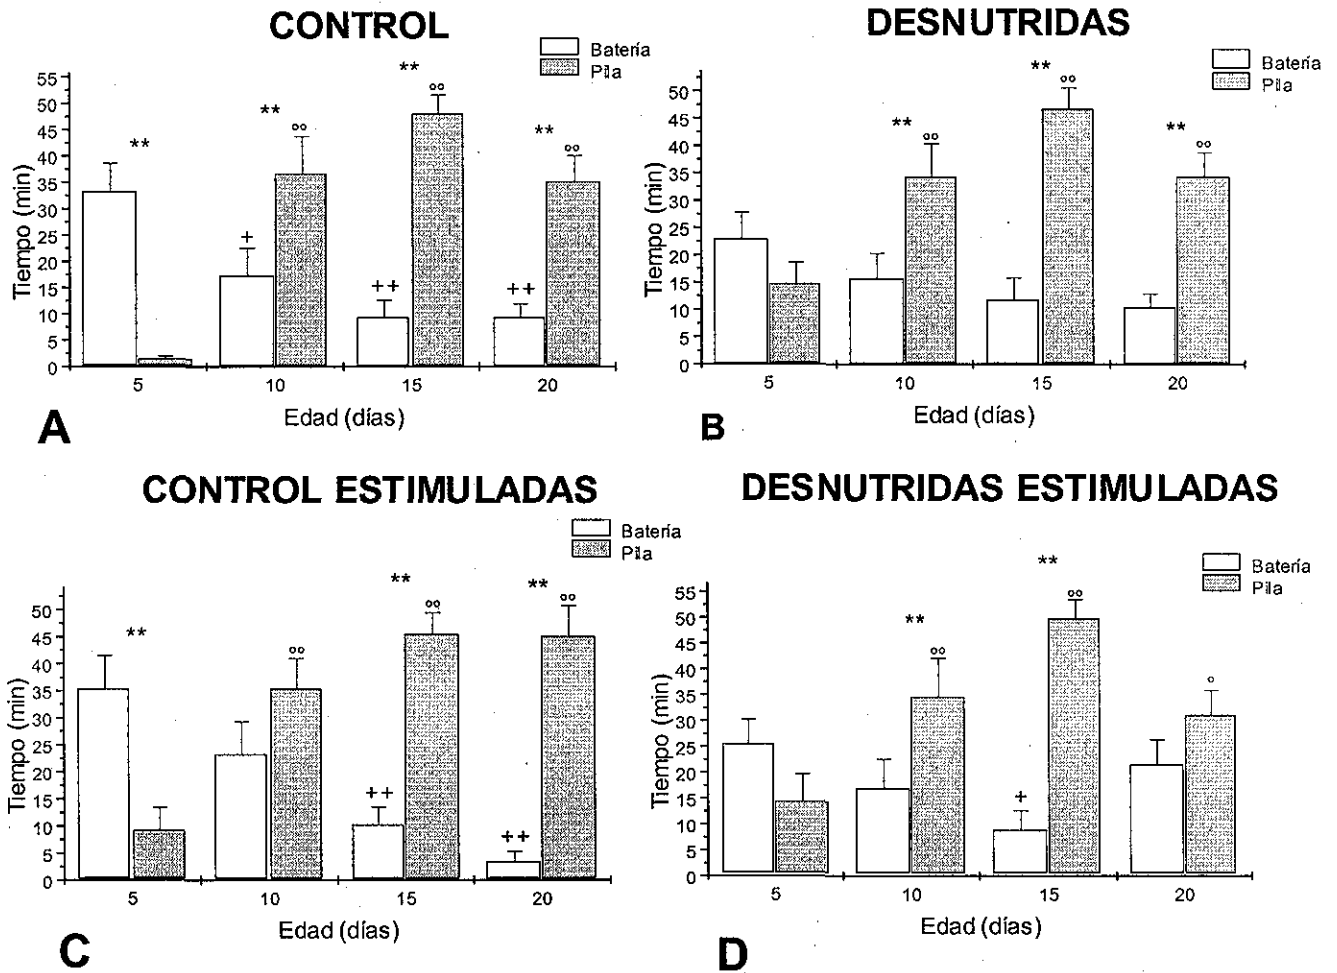 CONTROL
Batería
Pila
Tiempo (min)
55
50
45
40
35
30
25
20
15
10
5
0
**
+
**
°°
++
**
°°
++
**
°°
5 10 15 20
Edad (días)
A
DESNUTRIDAS
Batería
Pila
Tiempo (min)
50
45
40
35
30
25
20
15
10
5
0
**
°°
**
°°
**
°°
5 10 15 20
Edad (días)
B
CONTROL ESTIMULADAS
Batería
Pila
Tiempo (min)
50
45
40
35
30
25
20
15
10
5
0
**
°°
++
**
°°
++
**
°°
5 10 15 20
Edad (días)
C
DESNUTRIDAS ESTIMULADAS
Batería
Pila
Tiempo (min)
55
50
45
40
35
30
25
20
15
10
5
0
**
°°
+
**
°°
°
5 10 15 20
Edad (días)
D